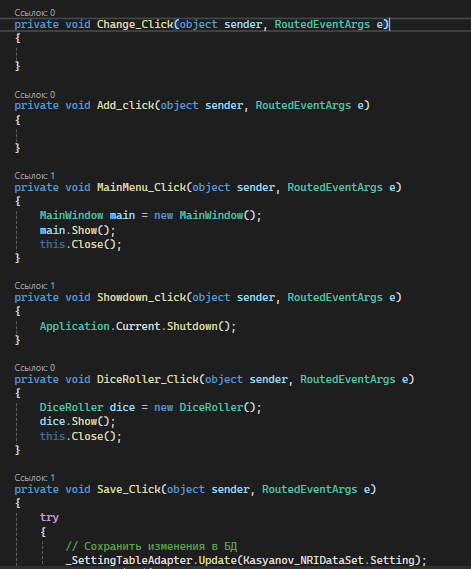 Ссылок: 0
private void Change_Click(object sender, RoutedEventArgs e)
{
}
Ссылок: 0
private void Add_click(object sender, RoutedEventArgs e)
{
}
Ссылок: 1
private void MainMenu_Click(object sender, RoutedEventArgs e)
{
MainWindow main = new MainWindow();
main.Show();
this.Close();
}
Ссылок: 1
private void Showdown_click(object sender, RoutedEventArgs e)
{
Application.Current.Shutdown();
}
Ссылок: 0
private void DiceRoller_Click(object sender, RoutedEventArgs e)
{
DiceRoller dice = new DiceRoller();
dice.Show();
this.Close();
}
Ссылок: 1
private void Save_Click(object sender, RoutedEventArgs e)
{
try
{
// Сохранить изменения в БД
_SettingTableAdapter.Update(Kasyanov_NRIDataSet.Setting);